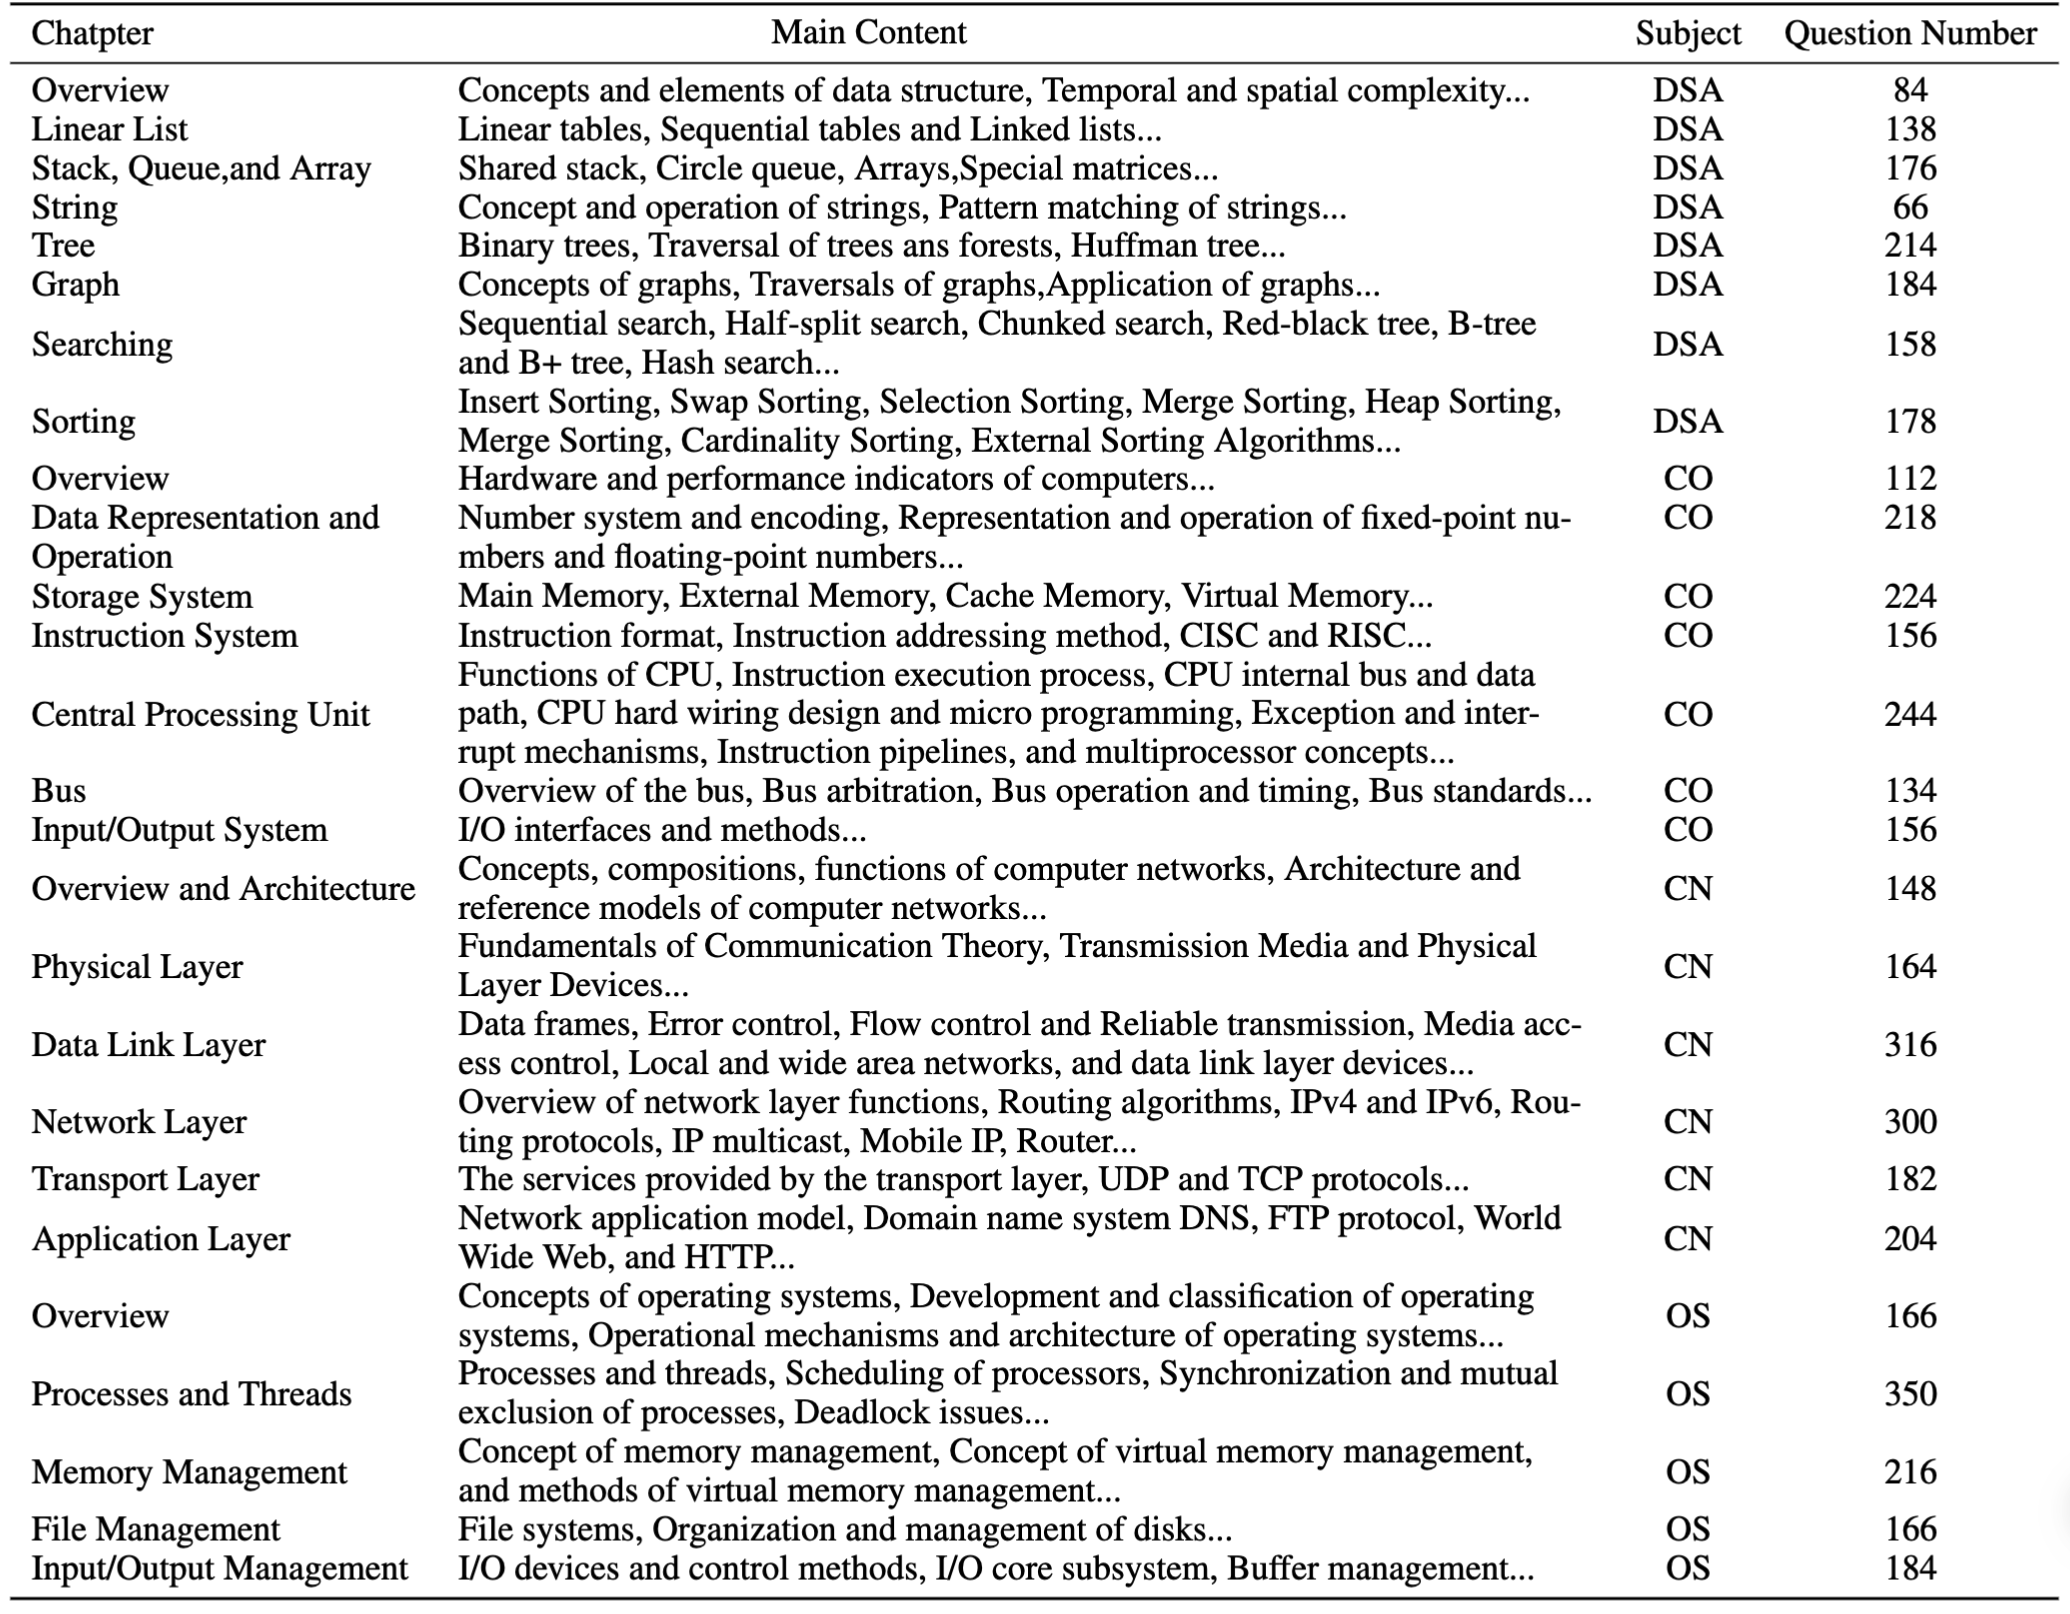 Chatpter Main Content Subject Question Number
Overview Concepts and elements of data structure, Temporal and spatial complexity... DSA 84
Linear List Linear tables, Sequential tables and Linked lists... DSA 138
Stack, Queue,and Array Shared stack, Circle queue, Arrays,Special matrices... DSA 176
String Concept and operation of strings, Pattern matching of strings... DSA 66
Tree Binary trees, Traversal of trees ans forests, Huffman tree... DSA 214
Graph Concepts of graphs, Traversals of graphs,Application of graphs... DSA 184
Sequential search, Half-split search, Chunked search, Red-black tree, B-tree
Searching DSA 158
and B+ tree, Hash search...
Insert Sorting, Swap Sorting, Selection Sorting, Merge Sorting, Heap Sorting,
Sorting DSA 178
Merge Sorting, Cardinality Sorting, External Sorting Algorithms...
Overview Hardware and performance indicators of computers... CO 112
Data Representation and Number system and encoding, Representation and operation of fixed-point nu- CO 218
Operation mbers and floating-point numbers...
Storage System Main Memory, External Memory, Cache Memory, Virtual Memory... CO 224
Instruction System Instruction format, Instruction addressing method, CISC and RISC... CO 156
Functions of CPU, Instruction execution process, CPU internal bus and data
Central Processing Unit path, CPU hard wiring design and micro programming, Exception and inter- CO 244
rupt mechanisms, Instruction pipelines, and multiprocessor concepts...
Bus Overview of the bus, Bus arbitration, Bus operation and timing, Bus standards... CO 134
Input/Output System I/O interfaces and methods... CO 156
Concepts, compositions, functions of computer networks, Architecture and
Overview and Architecture CN 148
reference models of computer networks...
Fundamentals of Communication Theory, Transmission Media and Physical
Physical Layer CN 164
Layer Devices...
Data frames, Error control, Flow control and Reliable transmission, Media acc-
Data Link Layer CN 316
ess control, Local and wide area networks, and data link layer devices...
Overview of network layer functions, Routing algorithms, IPv4 and IPv6, Rou-
Network Layer CN 300
ting protocols, IP multicast, Mobile IP, Router...
Transport Layer The services provided by the transport layer, UDP and TCP protocols... CN 182
Network application model, Domain name system DNS, FTP protocol, World
Application Layer CN 204
Wide Web, and HTTP...
Concepts of operating systems, Development and classification of operating
Overview OS 166
systems, Operational mechanisms and architecture of operating systems...
Processes and threads, Scheduling of processors, Synchronization and mutual
Processes and Threads OS 350
exclusion of processes, Deadlock issues...
Concept of memory management, Concept of virtual memory management,
Memory Management OS 216
and methods of virtual memory management...
File Management File systems, Organization and management of disks... OS 166
Input/Output Management I/O devices and control methods, I/O core subsystem, Buffer management... OS 184